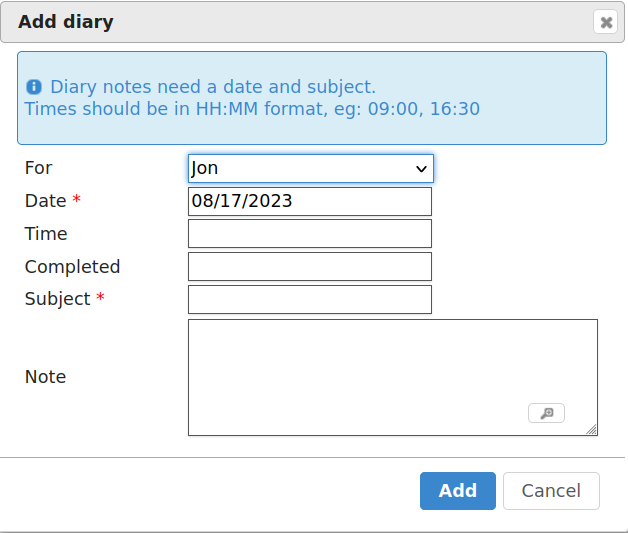 Add diary
Diary notes need a date and subject.
Times should be in HH:MM format, eg: 09:00, 16:30
For Jon
Date * 08/17/2023
Time
Completed
Subject *
Note
Add Cancel